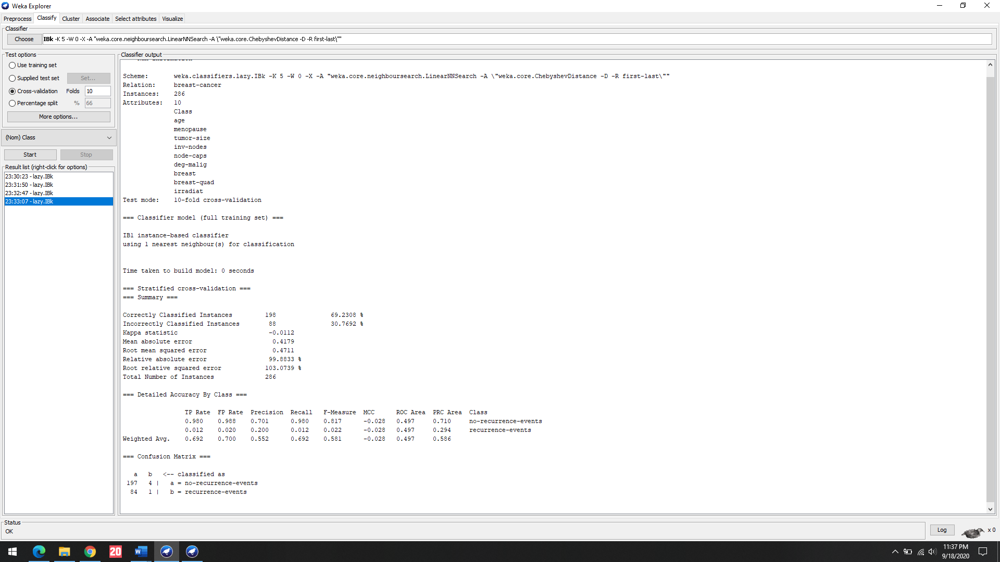 Weka Explorer
Preprocess Classify Cluster Associate Select attributes Visualize
Classifier
Choose IBk -K 5 -W 0 -X -A "weka.core.neighboursearch.LinearNNSearch -A \"weka.core.ChebyshevDistance -D -R first-last\""
Test options
Use training set
Supplied test set Set...
Cross-validation Folds 10
Percentage split % 66
More options...
(Nom) Class
Start Stop
Result list (right-click for options)
23:30:23 - lazy.IBk
23:31:50 - lazy.IBk
23:32:47 - lazy.IBk
23:33:07 - lazy.IBk
Classifier output
Scheme: weka.classifiers.lazy.IBk -K 5 -W 0 -X -A "weka.core.neighboursearch.LinearNNSearch -A \"weka.core.ChebyshevDistance -D -R first-last\""
Relation: breast-cancer
Instances: 286
Attributes: 10
Class
age
menopause
tumor-size
inv-nodes
node-caps
deg-malig
breast
breast-quad
irradiat
Test mode: 10-fold cross-validation
=== Classifier model (full training set) ===
IB1 instance-based classifier
using 1 nearest neighbour(s) for classification
Time taken to build model: 0 seconds
=== Stratified cross-validation ===
=== Summary ===
Correctly Classified Instances 198 69.2308 %
Incorrectly Classified Instances 88 30.7692 %
Kappa statistic -0.0112
Mean absolute error 0.4179
Root mean squared error 0.4711
Relative absolute error 99.8833 %
Root relative squared error 103.0739 %
Total Number of Instances 286
=== Detailed Accuracy By Class ===
TP Rate FP Rate Precision Recall F-Measure MCC ROC Area PRC Area Class
0.980 0.988 0.701 0.980 0.817 -0.028 0.497 0.710 no-recurrence-events
0.012 0.020 0.200 0.012 0.022 -0.028 0.497 0.294 recurrence-events
Weighted Avg. 0.692 0.700 0.552 0.692 0.581 -0.028 0.497 0.586
=== Confusion Matrix ===
a b <-- classified as
197 4 | a = no-recurrence-events
84 1 | b = recurrence-events
Status
OK
Log x 0
20
11:37 PM
9/18/2020